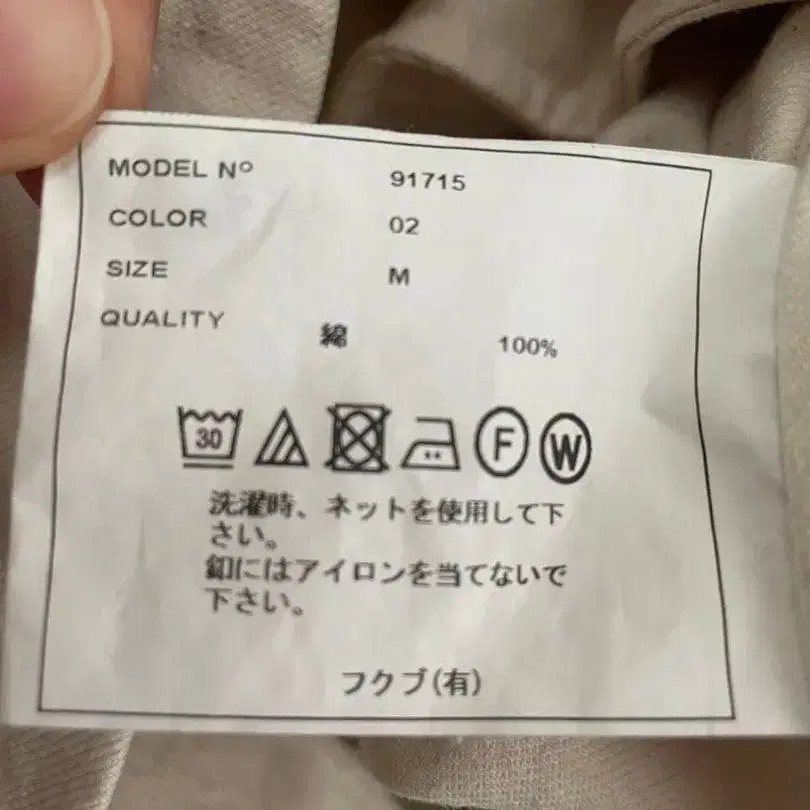 MODEL Nº 91715
COLOR 02
SIZE M
QUALITY
綿 100%
30 F W
洗濯時、ネットを使用して下
さい。
釦にはアイロンを当てないで
下さい。
フクブ(有)